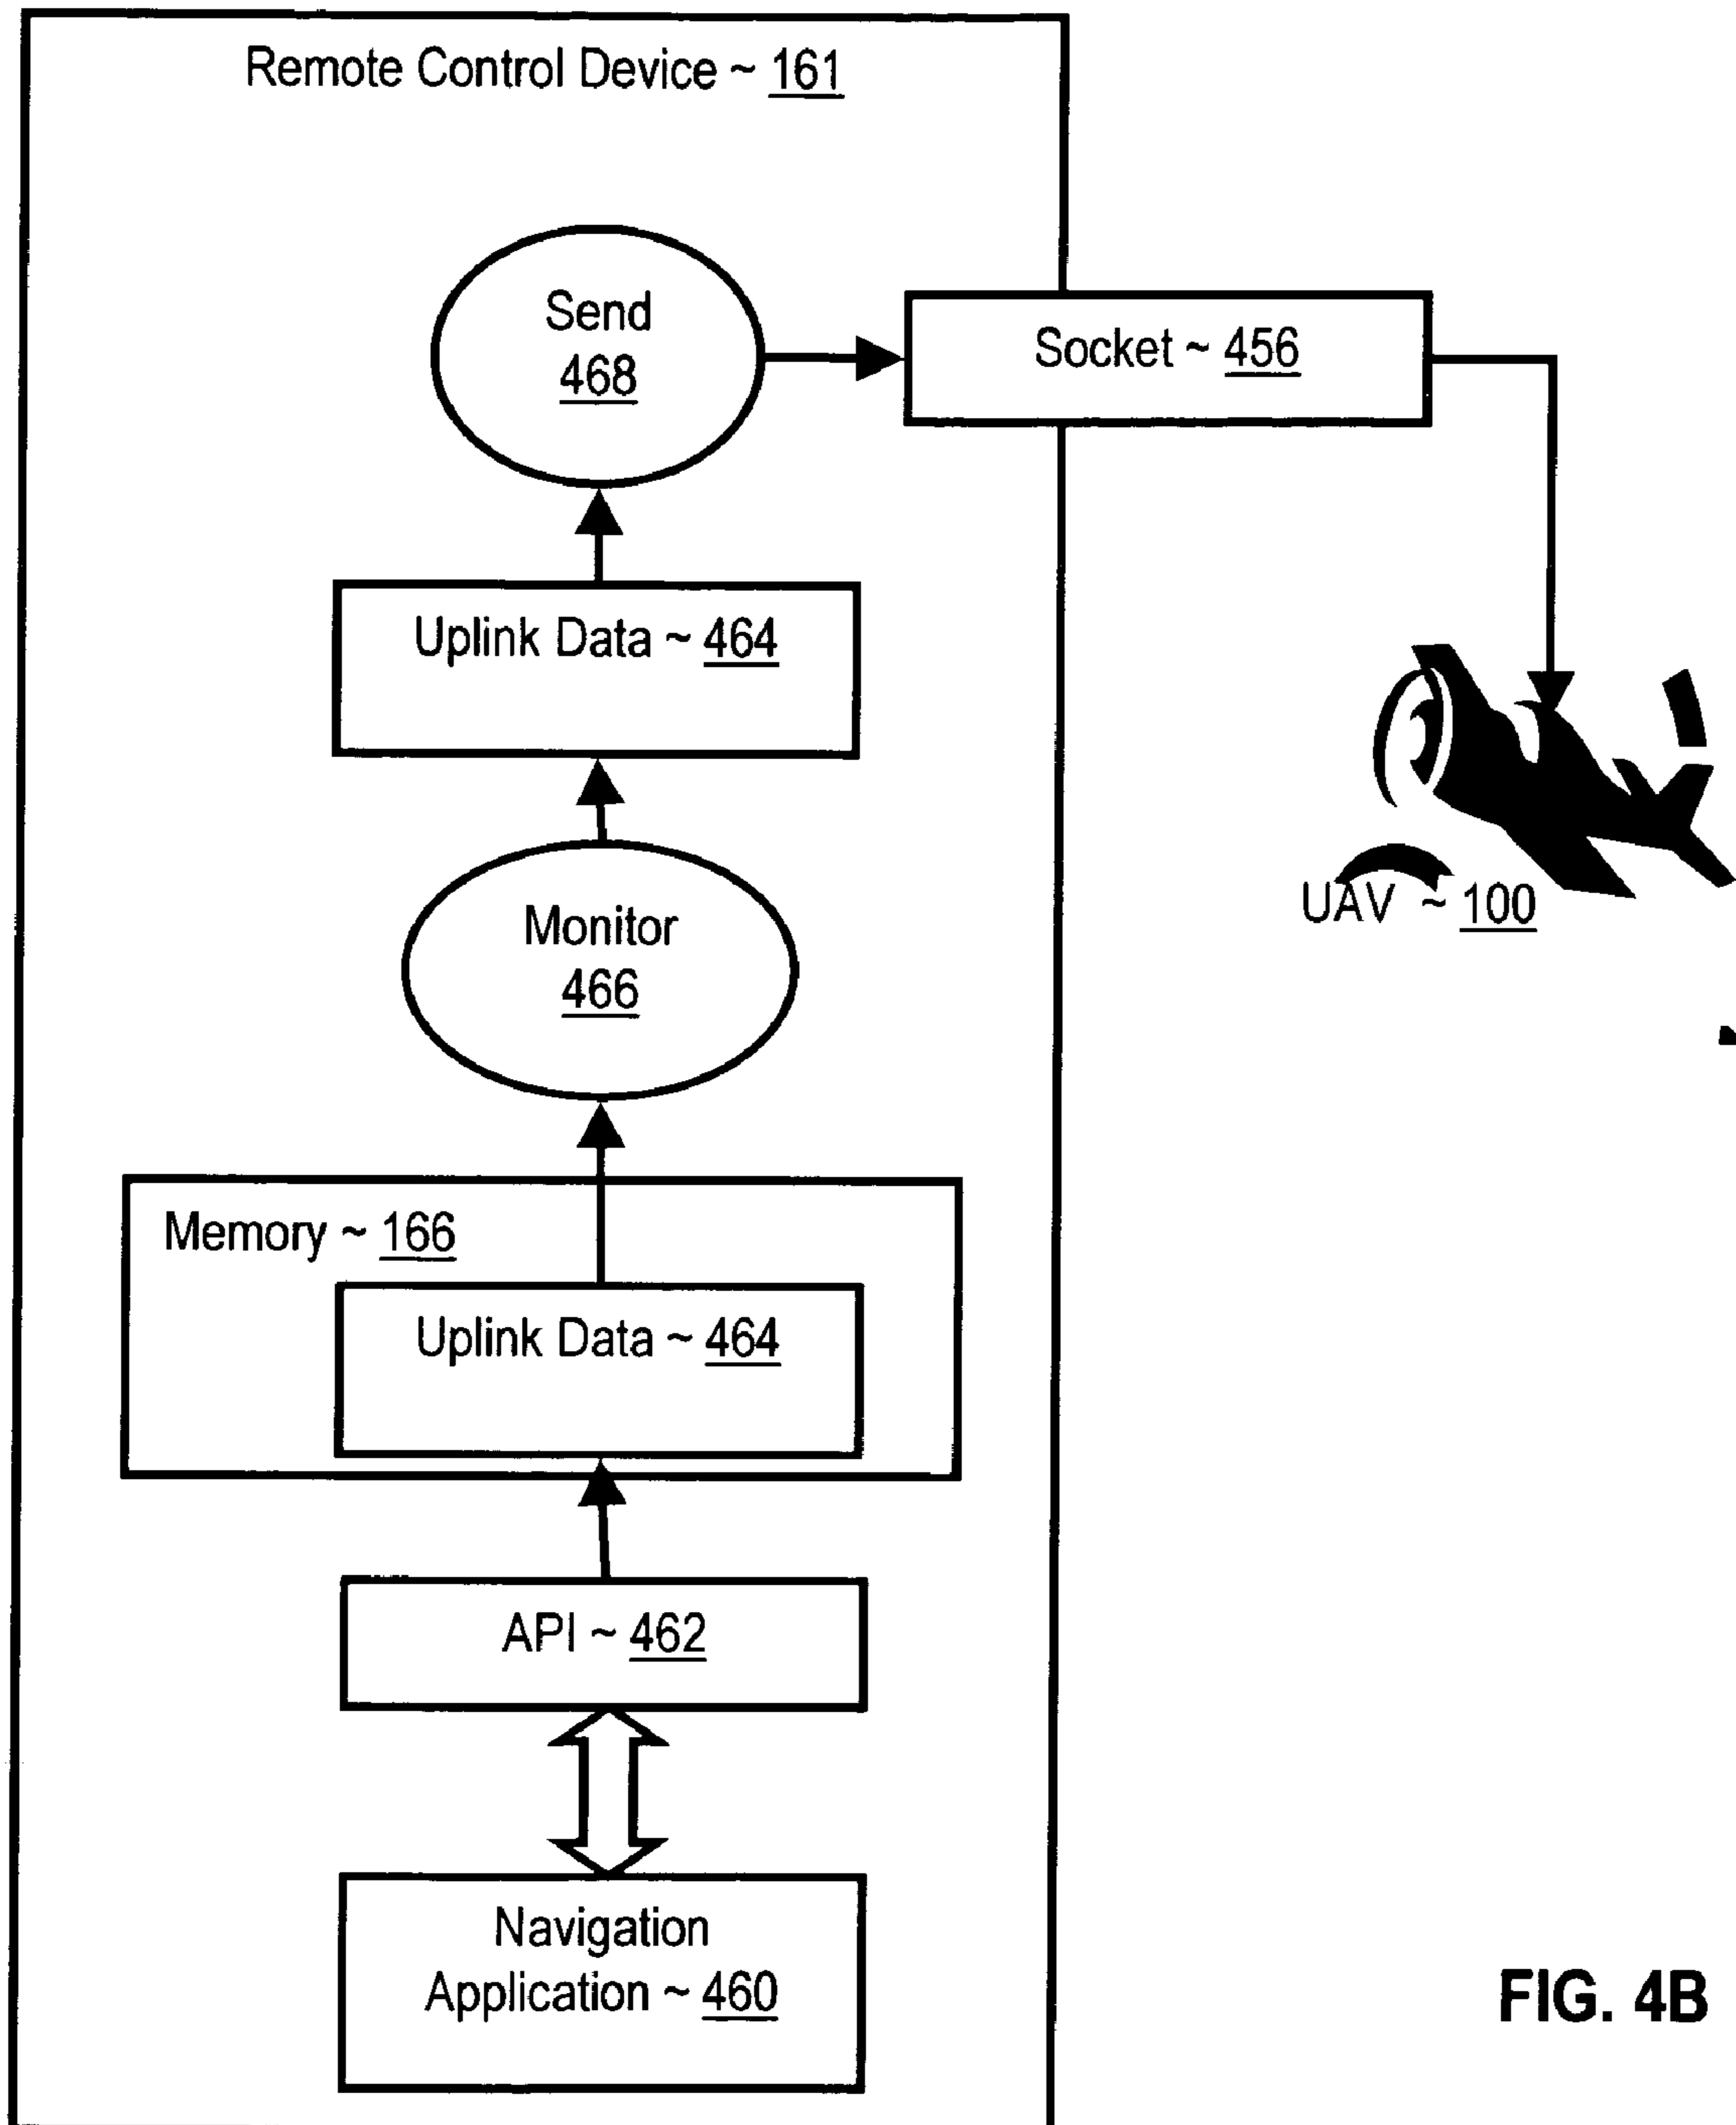 Remote Control Device ~ 161
Send
468
Socket ~ 456
Uplink Data ~ 464
UAV ~ 100
Monitor
466
Memory ~ 166
Uplink Data ~ 464
API ~ 462
Navigation
Application ~ 460
FIG. 4B